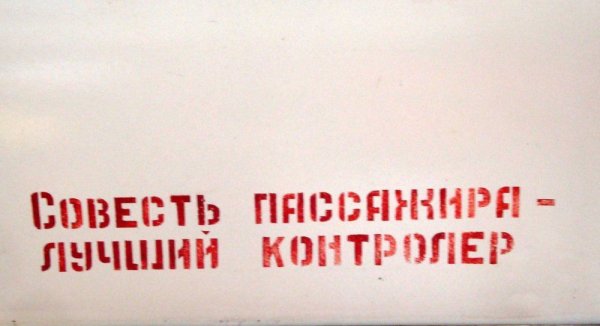 Совесть пассажира -
лучший контролер